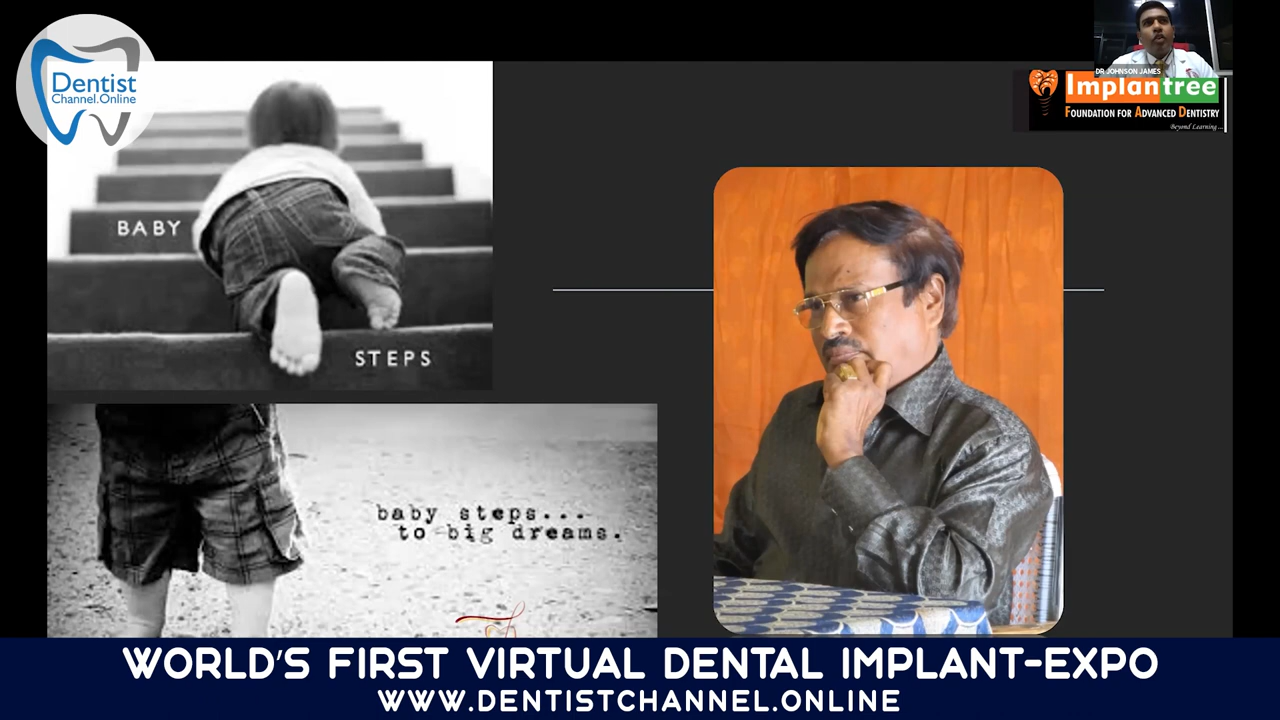 Dentist
Channel.Online
DR JOHNSON JAMES
Implantree
FOUNDATION FOR ADVANCED DENTISTRY
Beyond Learning...
BABY
STEPS
baby steps...
to big dreams.
WORLD'S FIRST VIRTUAL DENTAL IMPLANT-EXPO
WWW.DENTISTCHANNEL.ONLINE